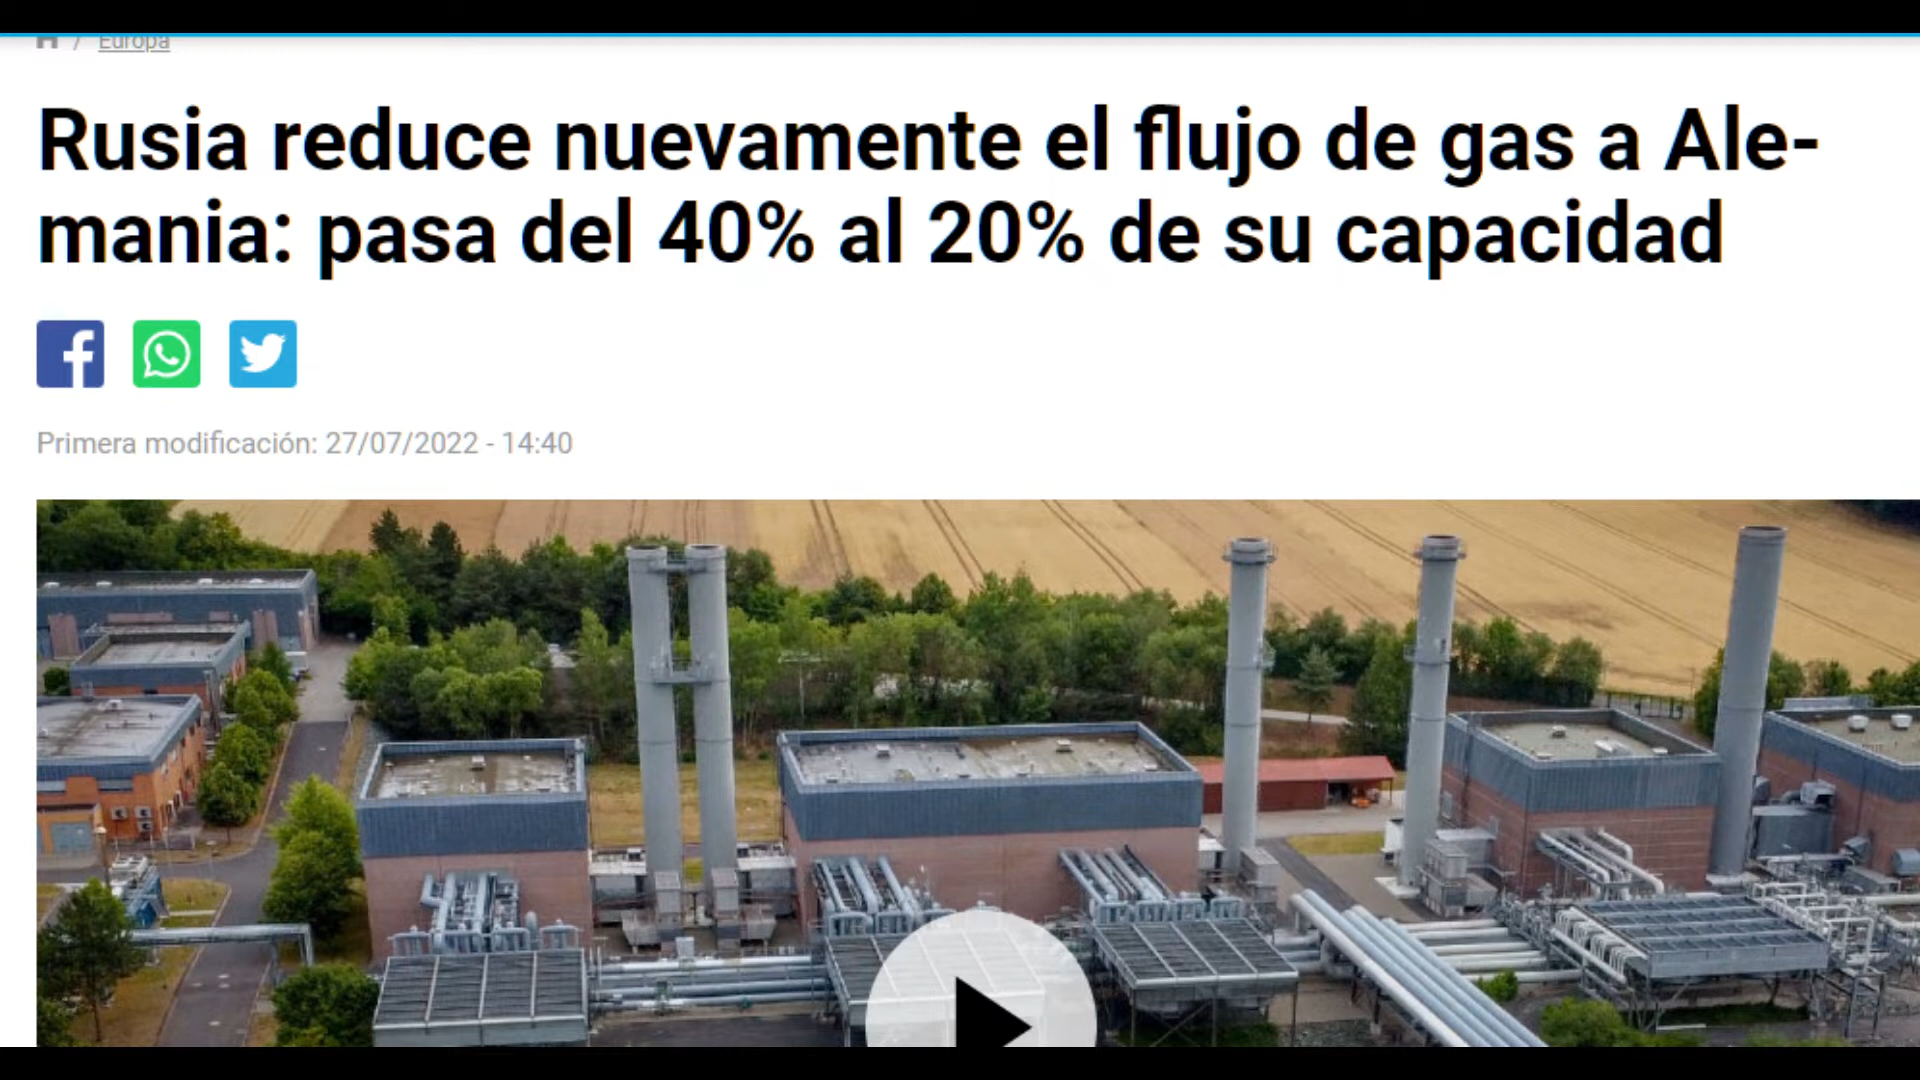 / Europa
Rusia reduce nuevamente el flujo de gas a Ale-
mania: pasa del 40% al 20% de su capacidad
Primera modificación: 27/07/2022 - 14:40